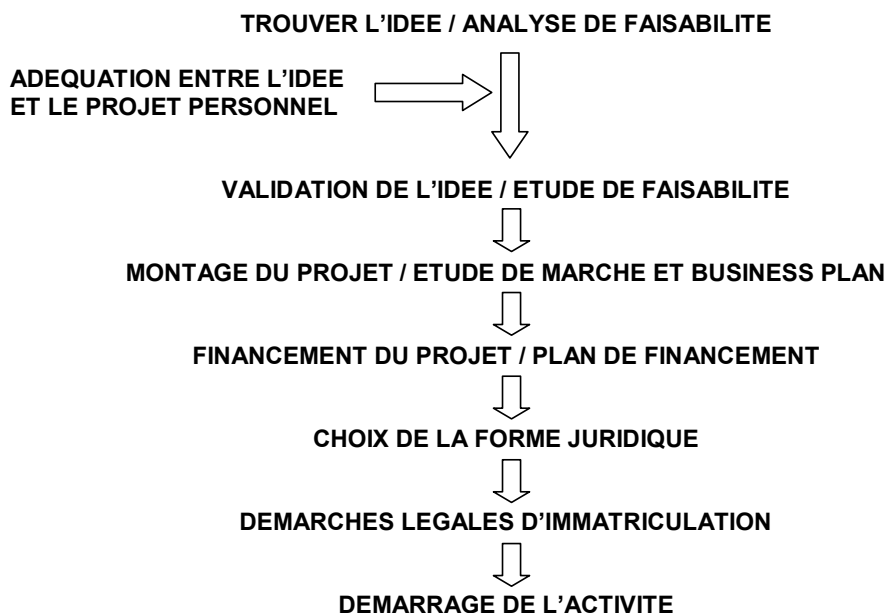 TROUVER L’IDEE / ANALYSE DE FAISABILITE
ADEQUATION ENTRE L’IDEE
ET LE PROJET PERSONNEL
VALIDATION DE L’IDEE / ETUDE DE FAISABILITE
MONTAGE DU PROJET / ETUDE DE MARCHE ET BUSINESS PLAN
FINANCEMENT DU PROJET / PLAN DE FINANCEMENT
CHOIX DE LA FORME JURIDIQUE
DEMARCHES LEGALES D’IMMATRICULATION
DEMARRAGE DE L’ACTIVITE